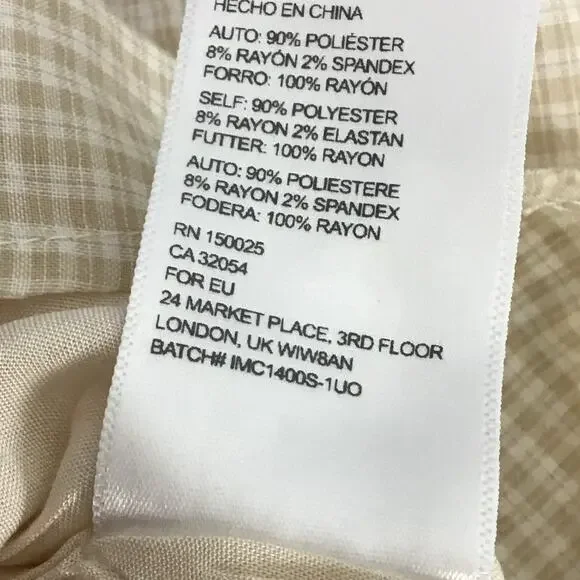 HECHO EN CHINA
AUTO: 90% POLIÉSTER
8% RAYÓN 2% SPANDEX
FORRO: 100% RAYÓN
SELF: 90% POLYESTER
8% RAYON 2% ELASTAN
FUTTER: 100% RAYON
AUTO: 90% POLIESTERE
8% RAYON 2% SPANDEX
FODERA: 100% RAYON
RN 150025
CA 32054
FOR EU
24 MARKET PLACE, 3RD FLOOR
LONDON, UK WIW8AN
BATCH# IMC1400S-1UO